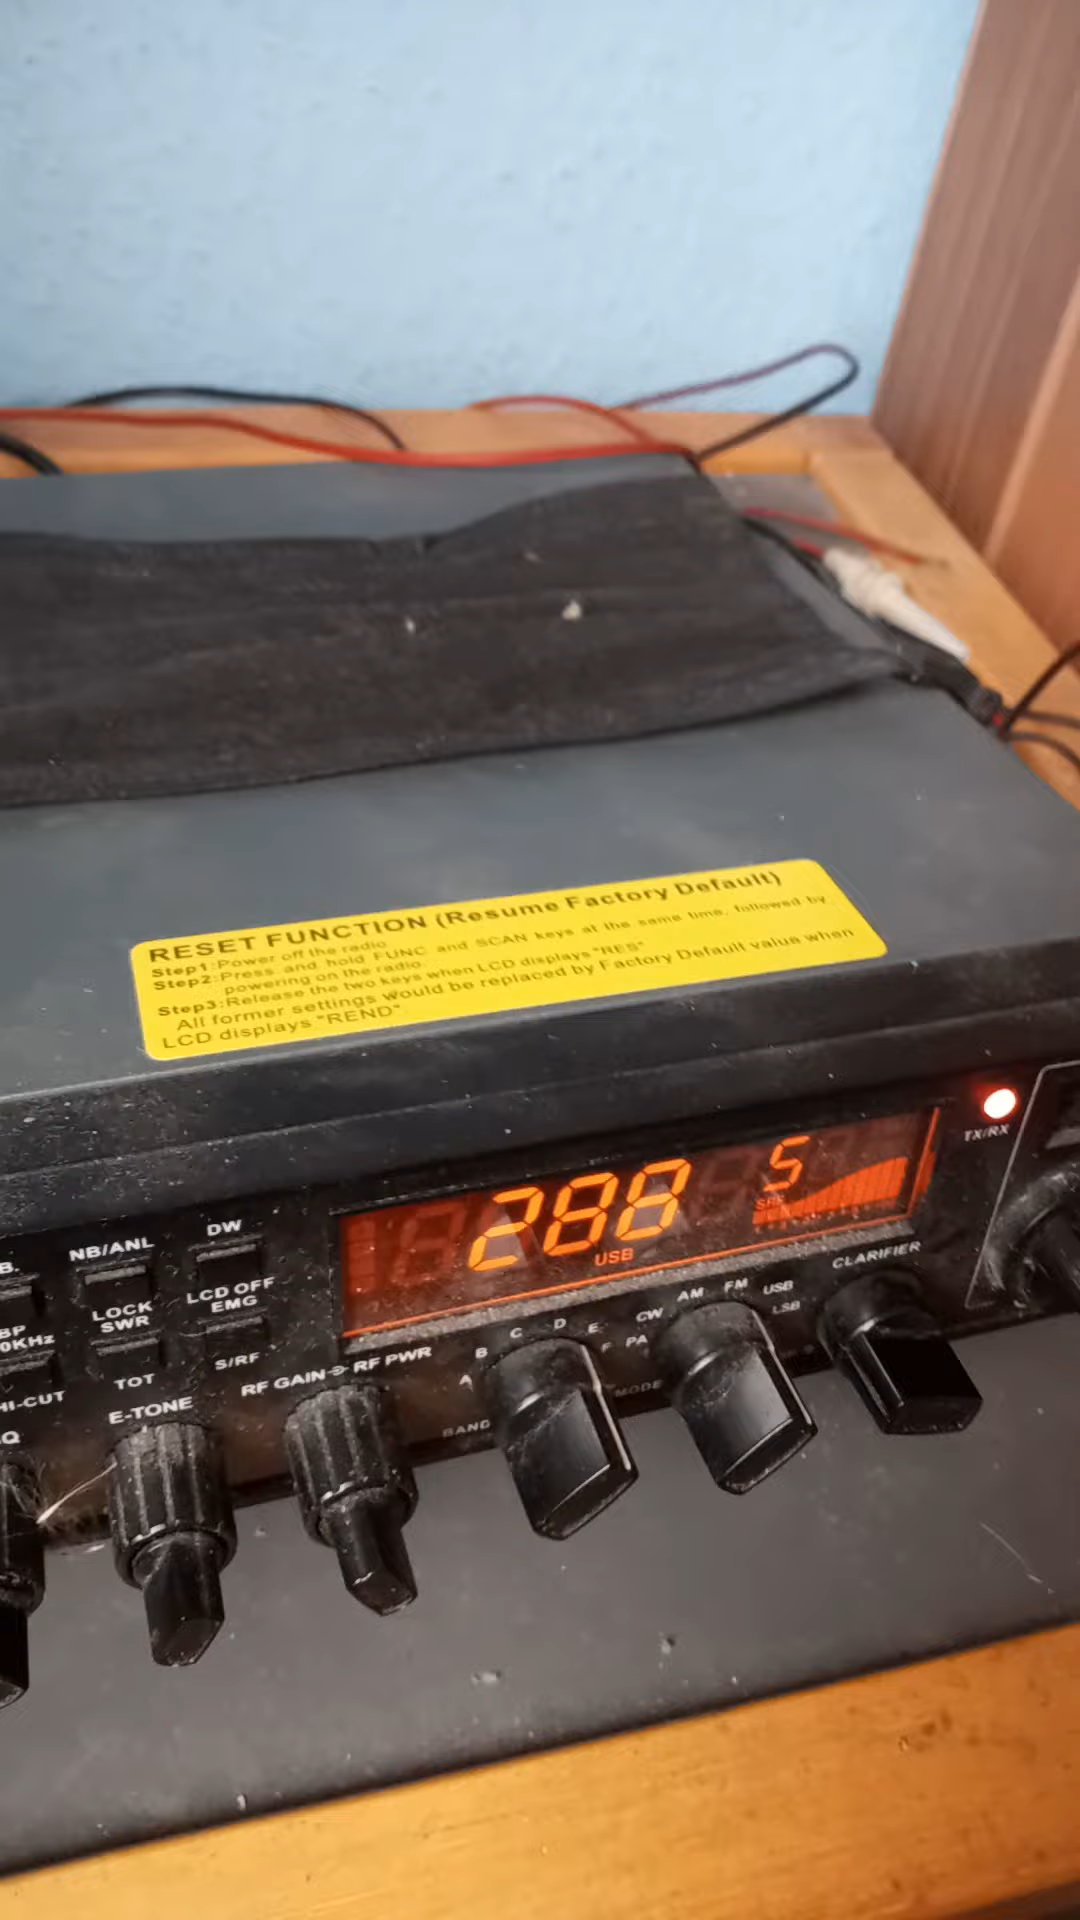 RESET FUNCTION (Resume Factory Default)
Step1:Power off the radio
Step2:Press and hold FUNC and SCAN keys at the same time, followed by
powering on the radio.
Step3:Release the two keys when LCD displays "RES"
All former settings would be replaced by Factory Default value when
LCD displays "REND"
TX/RX
288
5
USB
DW
NB/ANL
LCD OFF
EMG
LOCK
SWR
S/RF
TOT
HI-CUT
E-TONE
RF GAIN
RF PWR
BAND
A
B
C
D
E
F
PA
CW
AM
FM
USB
LSB
MODE
CLARIFIER